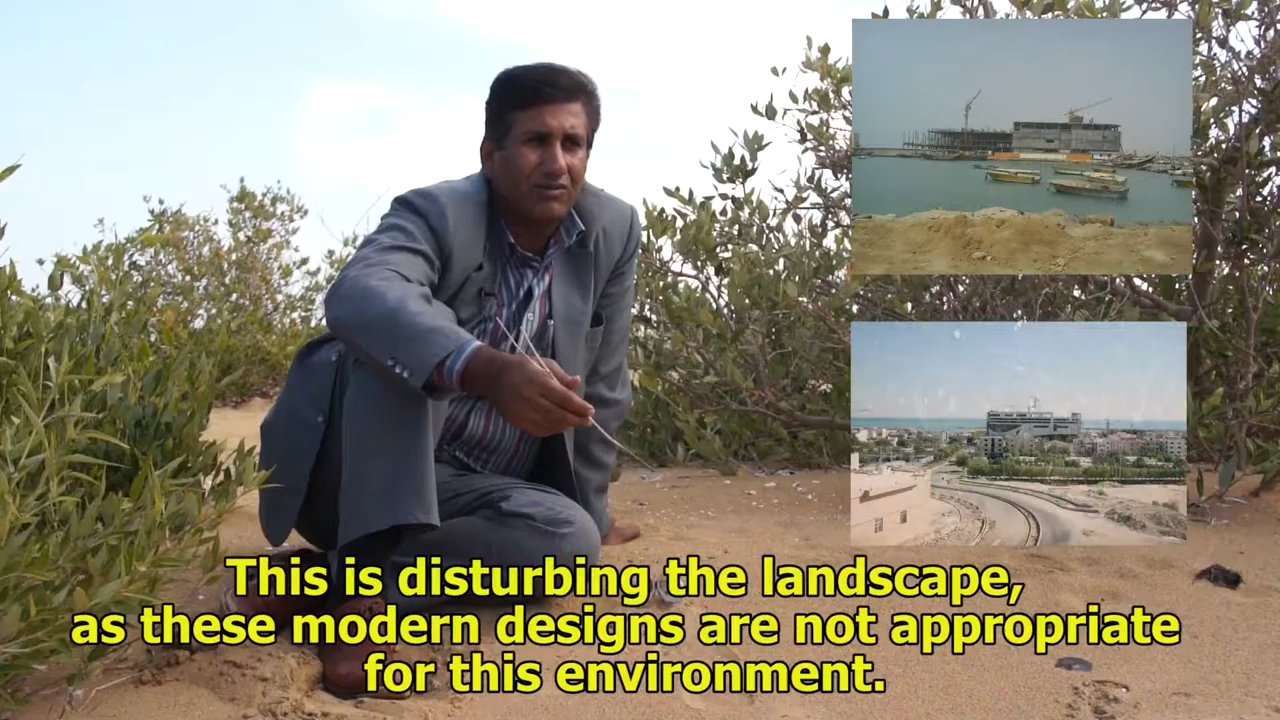 This is disturbing the landscape,
as these modern designs are not appropriate
for this environment.